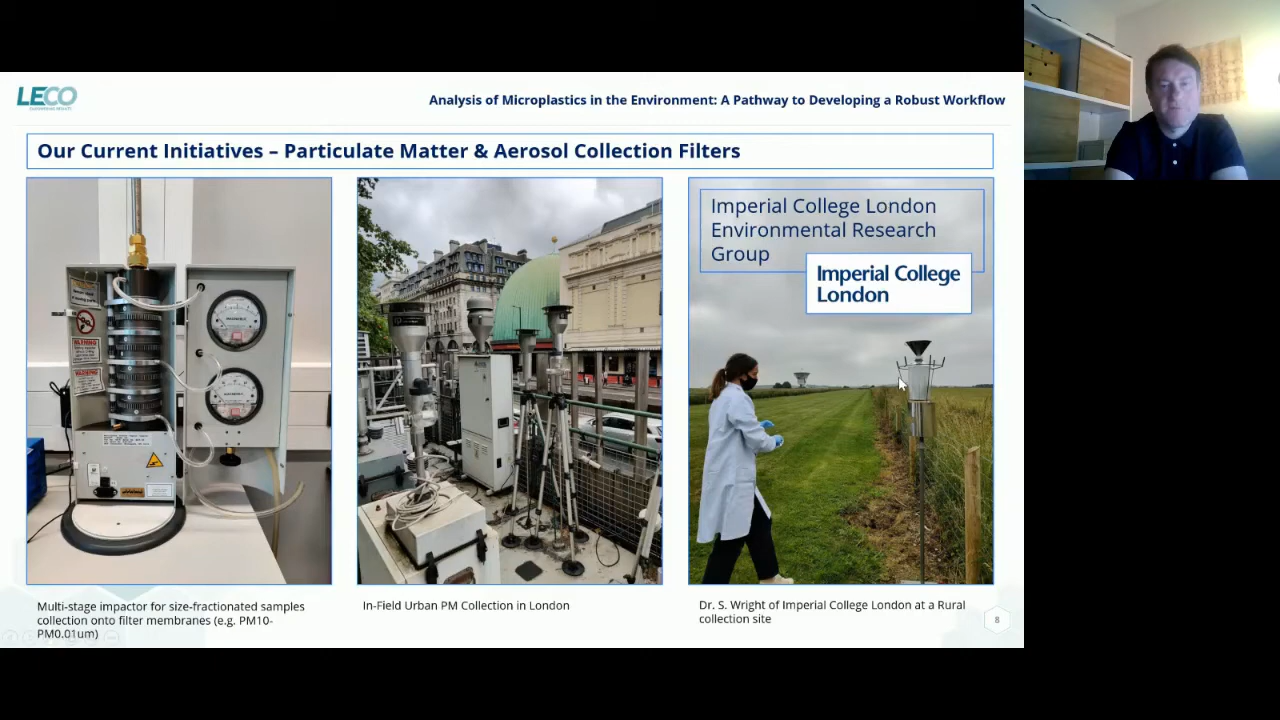 LECO
Analysis of Microplastics in the Environment: A Pathway to Developing a Robust Workflow
Our Current Initiatives – Particulate Matter & Aerosol Collection Filters
Imperial College London
Environmental Research
Group
Imperial College
London
WARNING
Multi-stage impactor for size-fractionated samples
collection onto filter membranes (e.g. PM10-
PM0.01um)
In-Field Urban PM Collection in London
Dr. S. Wright of Imperial College London at a Rural
collection site
8